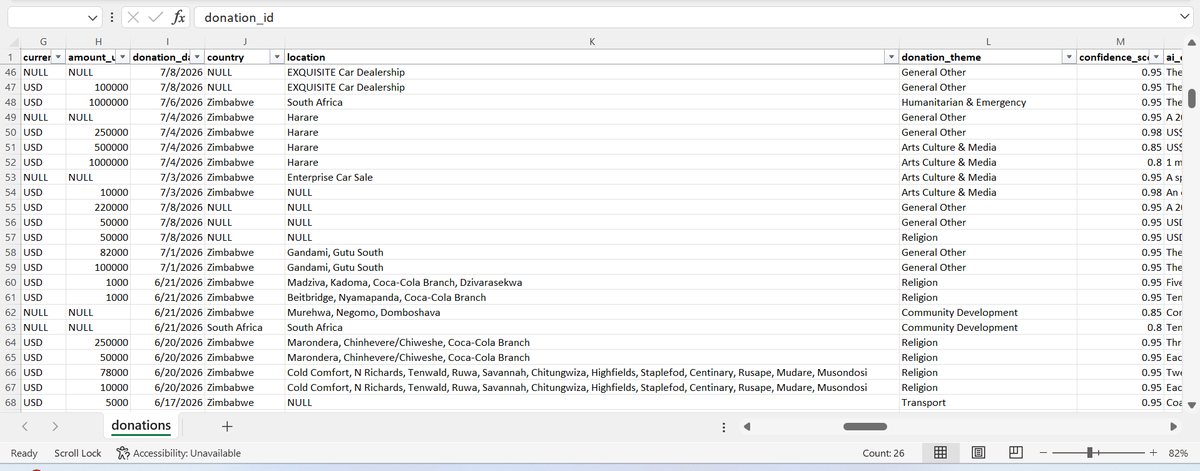 fx donation_id
G H I J K L M
1 curren amount_u donation_da country location donation_theme confidence_sco ai_
46 NULL NULL 7/8/2026 NULL EXQUISITE Car Dealership General Other 0.95 The
47 USD 100000 7/8/2026 NULL EXQUISITE Car Dealership General Other 0.95 The
48 USD 1000000 7/6/2026 Zimbabwe South Africa Humanitarian & Emergency 0.95 The
49 NULL NULL 7/4/2026 Zimbabwe Harare General Other 0.95 A 20
50 USD 250000 7/4/2026 Zimbabwe Harare General Other 0.98 US$
51 USD 500000 7/4/2026 Zimbabwe Harare Arts Culture & Media 0.85 US$
52 USD 1000000 7/4/2026 Zimbabwe Harare Arts Culture & Media 0.8 1 m
53 NULL NULL 7/3/2026 Zimbabwe Enterprise Car Sale Arts Culture & Media 0.95 A sp
54 USD 10000 7/3/2026 Zimbabwe NULL Arts Culture & Media 0.98 An
55 USD 220000 7/8/2026 NULL NULL General Other 0.95 A 20
56 USD 50000 7/8/2026 NULL NULL General Other 0.95 USD
57 USD 50000 7/8/2026 NULL NULL Religion 0.95 USD
58 USD 82000 7/1/2026 Zimbabwe Gandami, Gutu South General Other 0.95 The
59 USD 100000 7/1/2026 Zimbabwe Gandami, Gutu South General Other 0.95 The
60 USD 1000 6/21/2026 Zimbabwe Madziva, Kadoma, Coca-Cola Branch, Dzivarasekwa Religion 0.95 Five
61 USD 1000 6/21/2026 Zimbabwe Beitbridge, Nyamapanda, Coca-Cola Branch Religion 0.95 Ten
62 NULL NULL 6/21/2026 Zimbabwe Murehwa, Negomo, Domboshava Community Development 0.85 Cor
63 NULL NULL 6/21/2026 South Africa South Africa Community Development 0.8 Ten
64 USD 250000 6/20/2026 Zimbabwe Marondera, Chinhevere/Chiweshe, Coca-Cola Branch Religion 0.95 Thr
65 USD 50000 6/20/2026 Zimbabwe Marondera, Chinhevere/Chiweshe, Coca-Cola Branch Religion 0.95 Eac
66 USD 78000 6/20/2026 Zimbabwe Cold Comfort, N Richards, Tenwald, Ruwa, Savannah, Chitungwiza, Highfields, Staplefod, Centinary, Rusape, Mudare, Musondosi Religion 0.95 Twe
67 USD 10000 6/20/2026 Zimbabwe Cold Comfort, N Richards, Tenwald, Ruwa, Savannah, Chitungwiza, Highfields, Staplefod, Centinary, Rusape, Mudare, Musondosi Religion 0.95 Eac
68 USD 5000 6/17/2026 Zimbabwe NULL Transport 0.95 Coa
donations
Ready Scroll Lock Accessibility: Unavailable Count: 26 82%